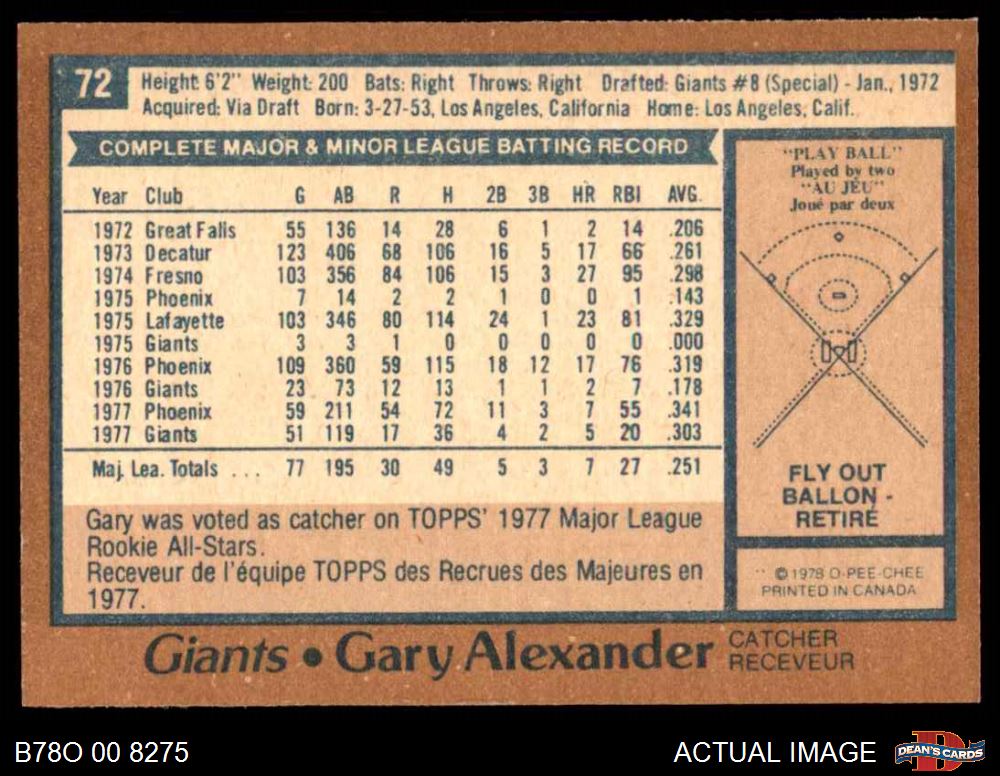 72
Height: 6'2" Weight: 200 Bats: Right Throws: Right Drafted: Giants #8 (Special) - Jan., 1972
Acquired: Via Draft Born: 3-27-53, Los Angeles, California Home: Los Angeles, Calif.
COMPLETE MAJOR & MINOR LEAGUE BATTING RECORD
Year Club G AB R H 2B 3B HR RBI AVG.
1972 Great Falls 55 136 14 28 6 1 2 14 .206
1973 Decatur 123 406 68 106 16 5 17 66 .261
1974 Fresno 103 356 84 106 15 3 27 95 .298
1975 Phoenix 7 14 2 2 1 0 0 1 .143
1975 Lafayette 103 346 80 114 24 1 23 81 .329
1975 Giants 3 3 1 0 0 0 0 0 .000
1976 Phoenix 109 360 59 115 18 12 17 76 .319
1976 Giants 23 73 12 13 1 1 2 7 .178
1977 Phoenix 59 211 54 72 11 3 7 55 .341
1977 Giants 51 119 17 36 4 2 5 20 .303
Maj. Lea. Totals ... 77 195 30 49 5 3 7 27 .251
Gary was voted as catcher on TOPPS' 1977 Major League
Rookie All-Stars.
Receveur de l'équipe TOPPS des Recrues des Majeures en
1977.
"PLAY BALL"
Played by two
"AU JEU"
Joué par deux
FLY OUT
BALLON -
RETIRÉ
© 1978 O-PEE-CHEE
PRINTED IN CANADA
Giants • Gary Alexander
CATCHER
RECEVEUR
B78O 00 8275
ACTUAL IMAGE
DEAN'S CARDS